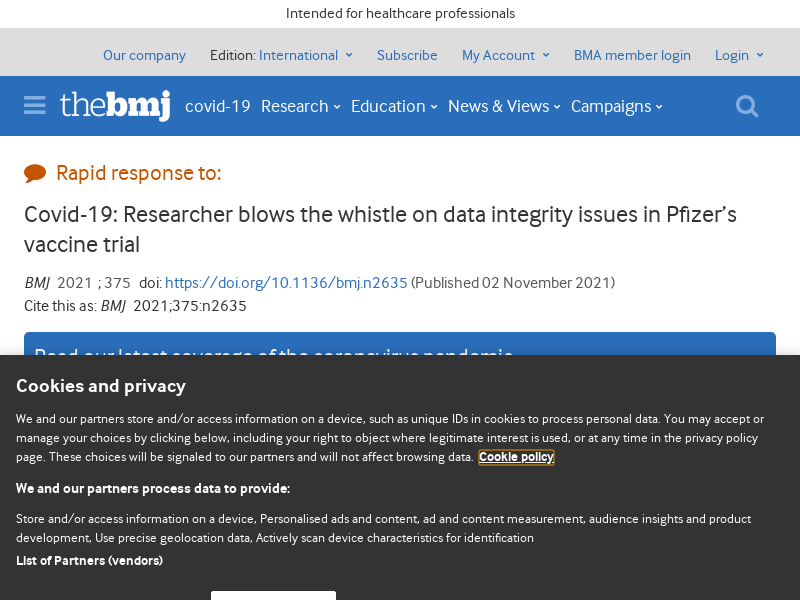 Intended for healthcare professionals
Our company Edition: International Subscribe My Account BMA member login Login
thebmj covid-19 Research Education News & Views Campaigns
Rapid response to:
Covid-19: Researcher blows the whistle on data integrity issues in Pfizer’s
vaccine trial
BMJ 2021 ; 375 doi: https://doi.org/10.1136/bmj.n2635 (Published 02 November 2021)
Cite this as: BMJ 2021;375:n2635
Read our latest coverage of the coronavirus pandemic
Cookies and privacy
We and our partners store and/or access information on a device, such as unique IDs in cookies to process personal data. You may accept or
manage your choices by clicking below, including your right to object where legitimate interest is used, or at any time in the privacy policy
page. These choices will be signaled to our partners and will not affect browsing data. Cookie policy
We and our partners process data to provide:
Store and/or access information on a device, Personalised ads and content, ad and content measurement, audience insights and product
development, Use precise geolocation data, Actively scan device characteristics for identification
List of Partners (vendors)